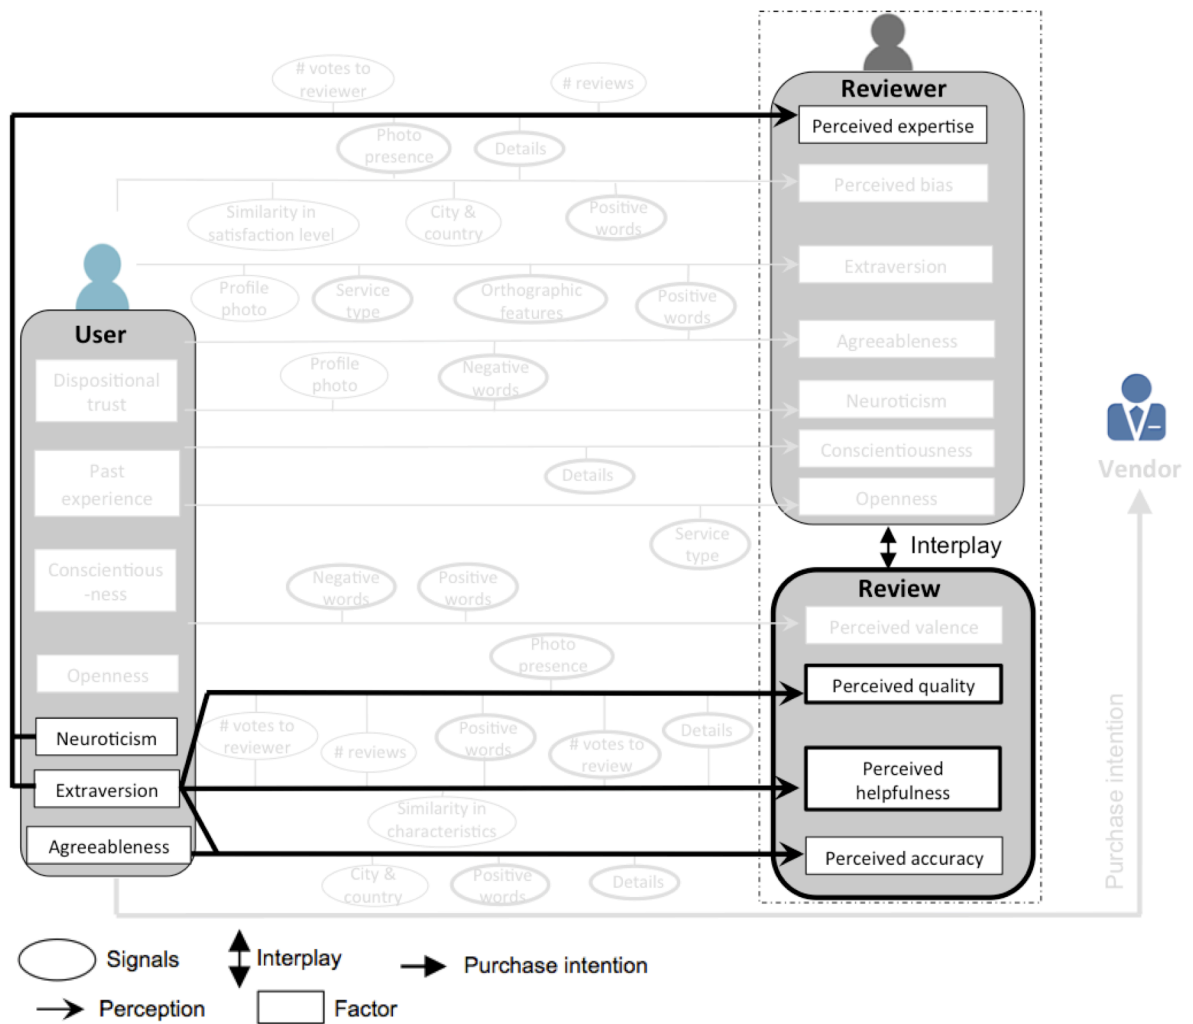 # votes to
reviewer
# reviews
Reviewer
Perceived expertise
Photo
presence
Details
Perceived bias
Similarity in
satisfaction level
City &
country
Positive
words
Extraversion
Profile
photo
Service
type
Orthographic
features
Positive
words
User
Agreeableness
Dispositional
trust
Profile
photo
Negative
words
Neuroticism
Vendor
Past
experience
Conscientiousness
Details
Openness
Service
type
Interplay
Conscientious
-ness
Negative
words
Positive
words
Review
Perceived valence
Openness
Photo
presence
Perceived quality
Neuroticism
# votes to
reviewer
# reviews
Positive
words
# votes to
review
Details
Purchase intention
Extraversion
Perceived
helpfulness
Similarity in
characteristics
Agreeableness
Perceived accuracy
City &
country
Positive
words
Details
Signals
Interplay
Purchase intention
Perception
Factor